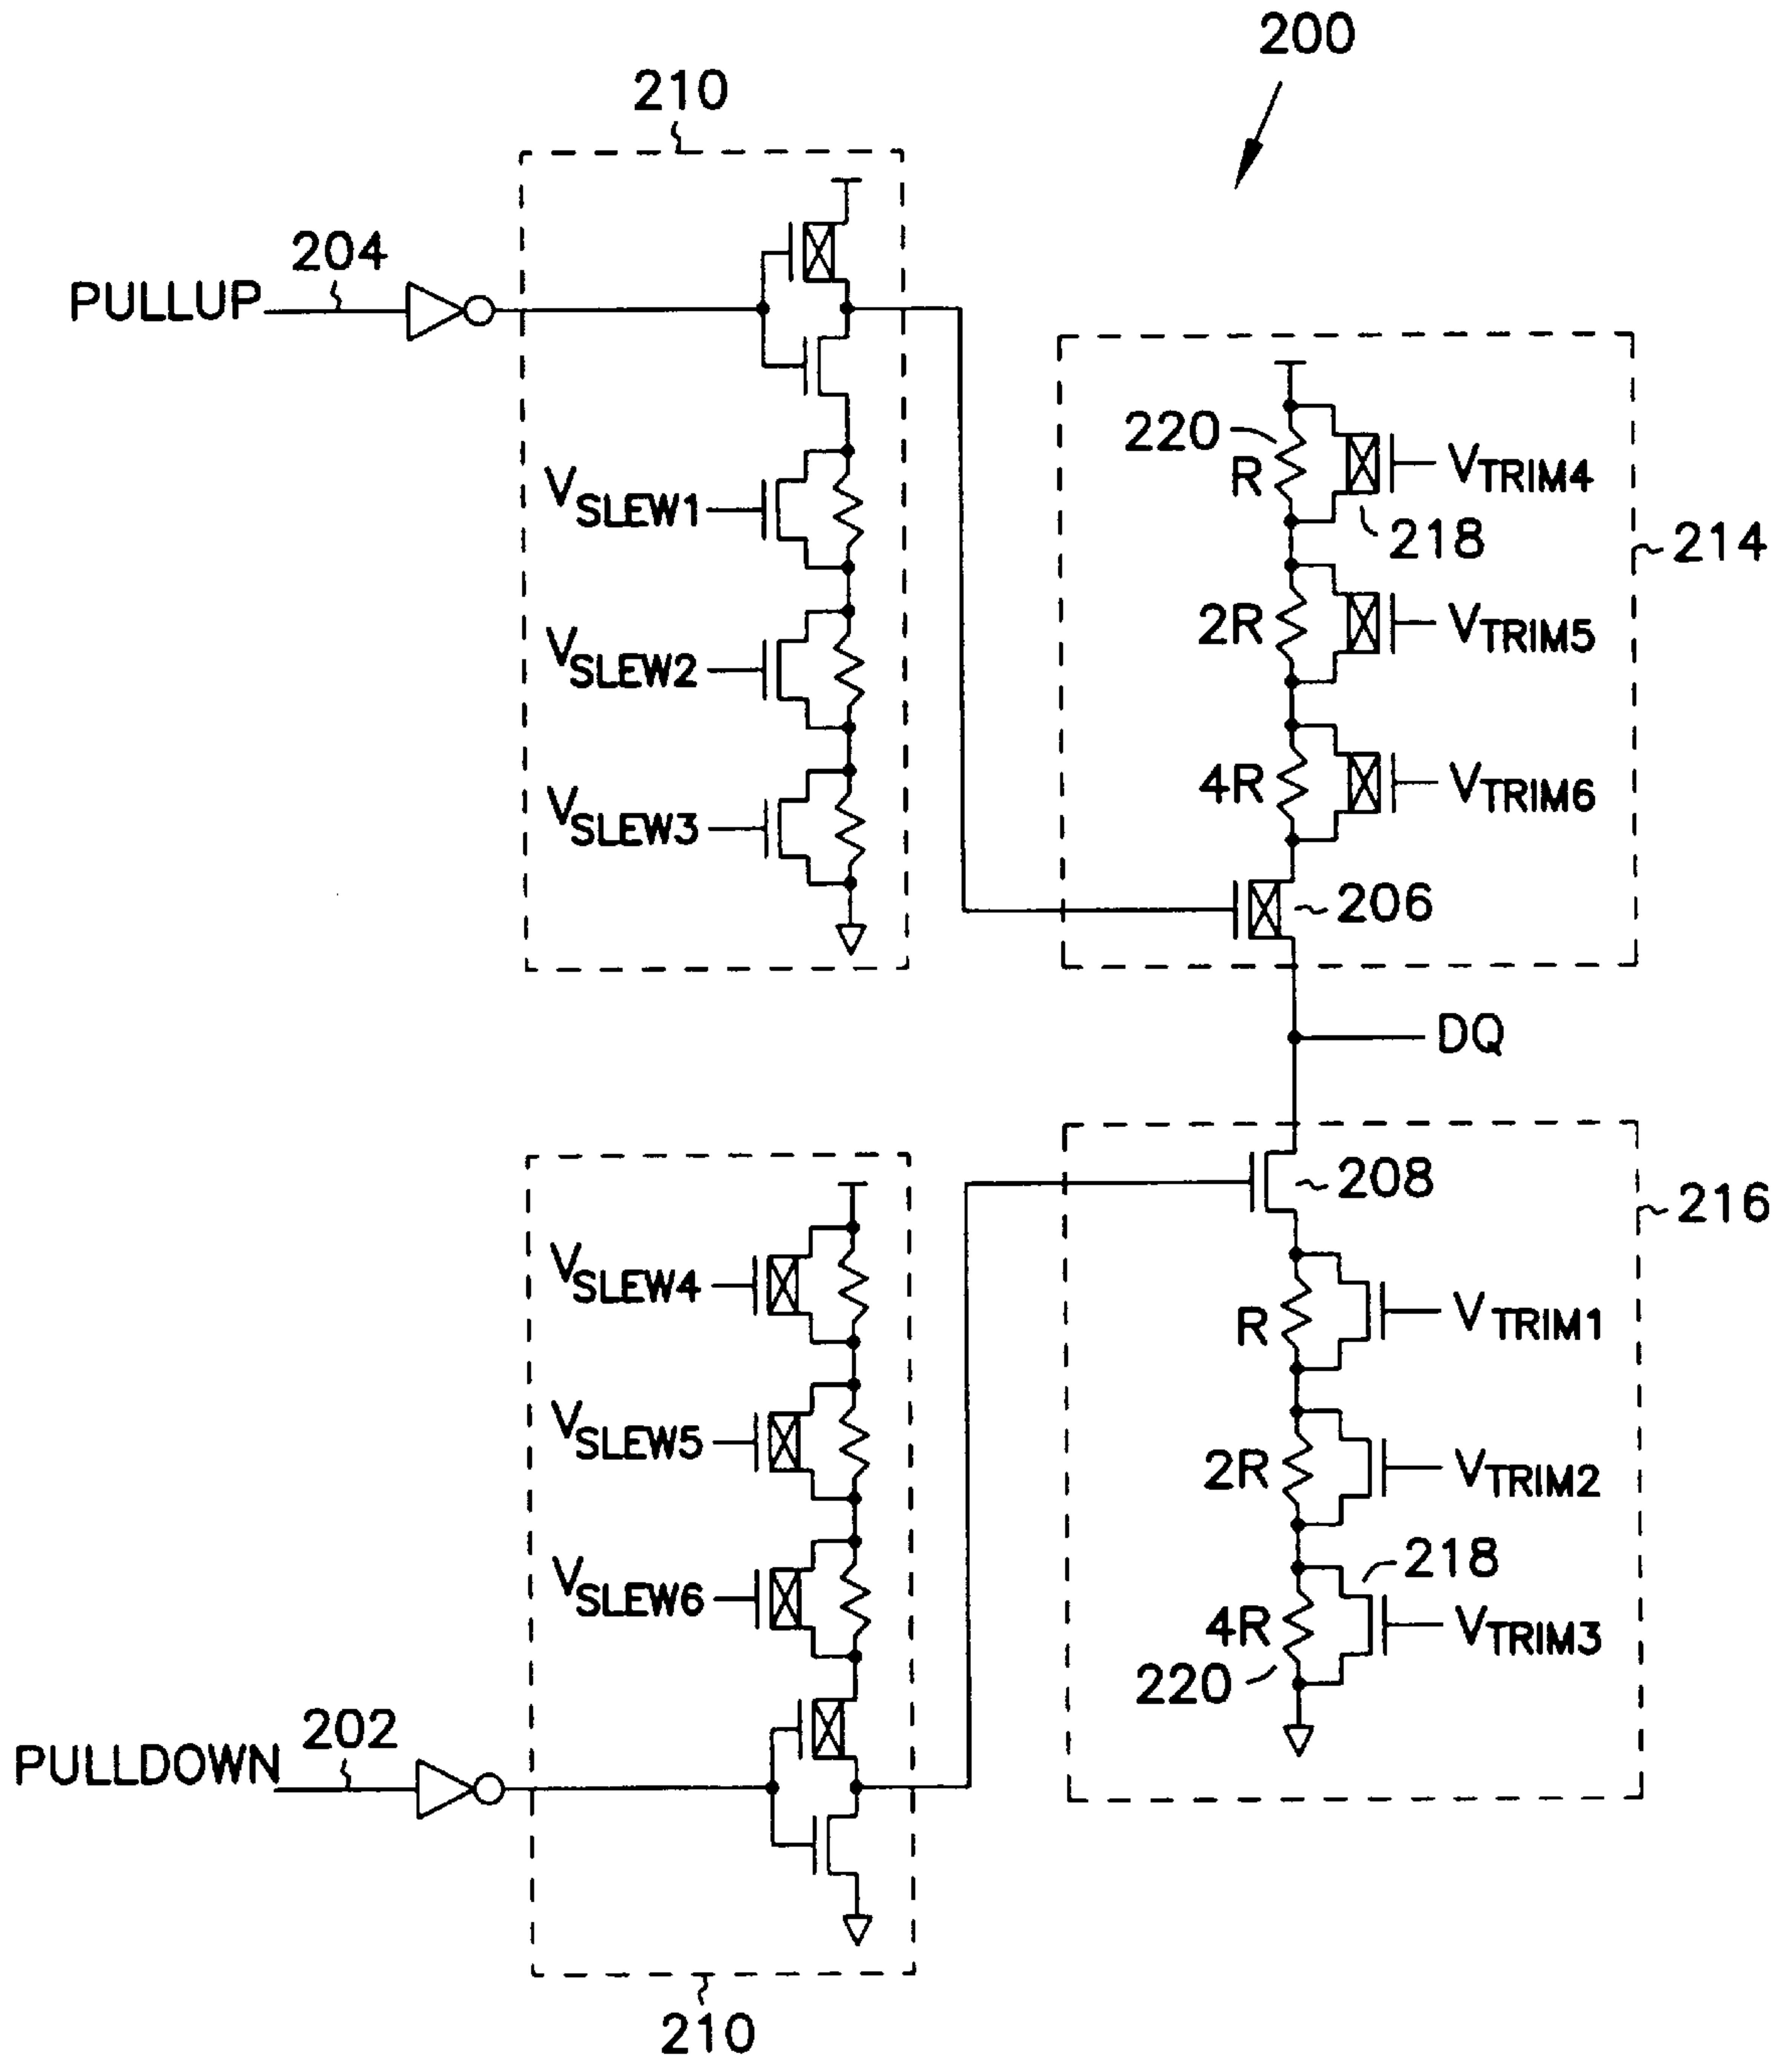 200
210
204
PULLUP
220
R
VTRIM4
218
214
VSLEW1
2R
VTRIM5
VSLEW2
4R
VTRIM6
VSLEW3
206
DQ
208
216
VSLEW4
R
VTRIM1
VSLEW5
2R
VTRIM2
218
VSLEW6
4R
VTRIM3
220
202
PULLDOWN
210